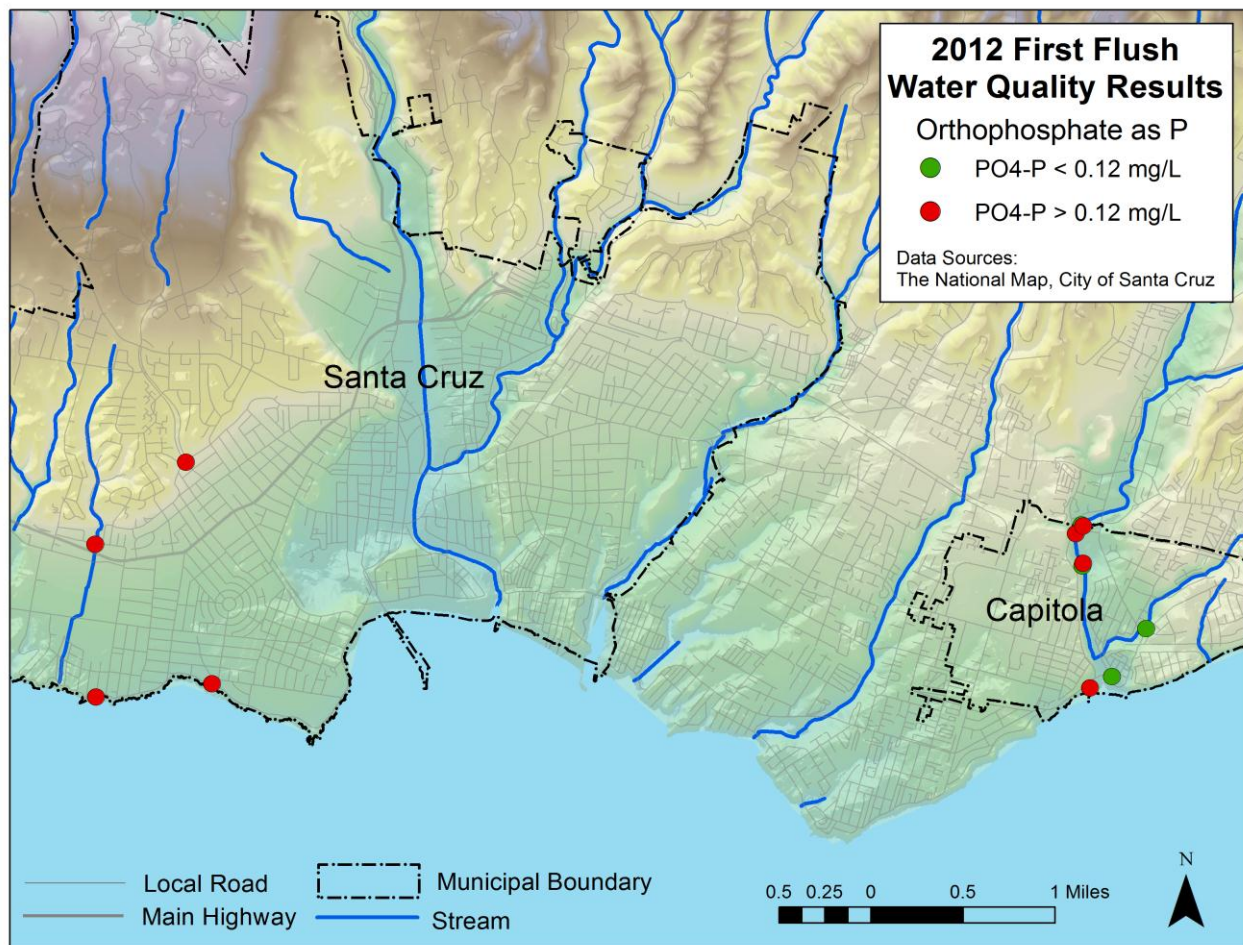 2012 First Flush
Water Quality Results
Orthophosphate as P
PO4-P < 0.12 mg/L
PO4-P > 0.12 mg/L
Data Sources:
The National Map, City of Santa Cruz
Santa Cruz
Capitola
Local Road
Main Highway
Municipal Boundary
Stream
0.5 0.25 0 0.5 1 Miles
N